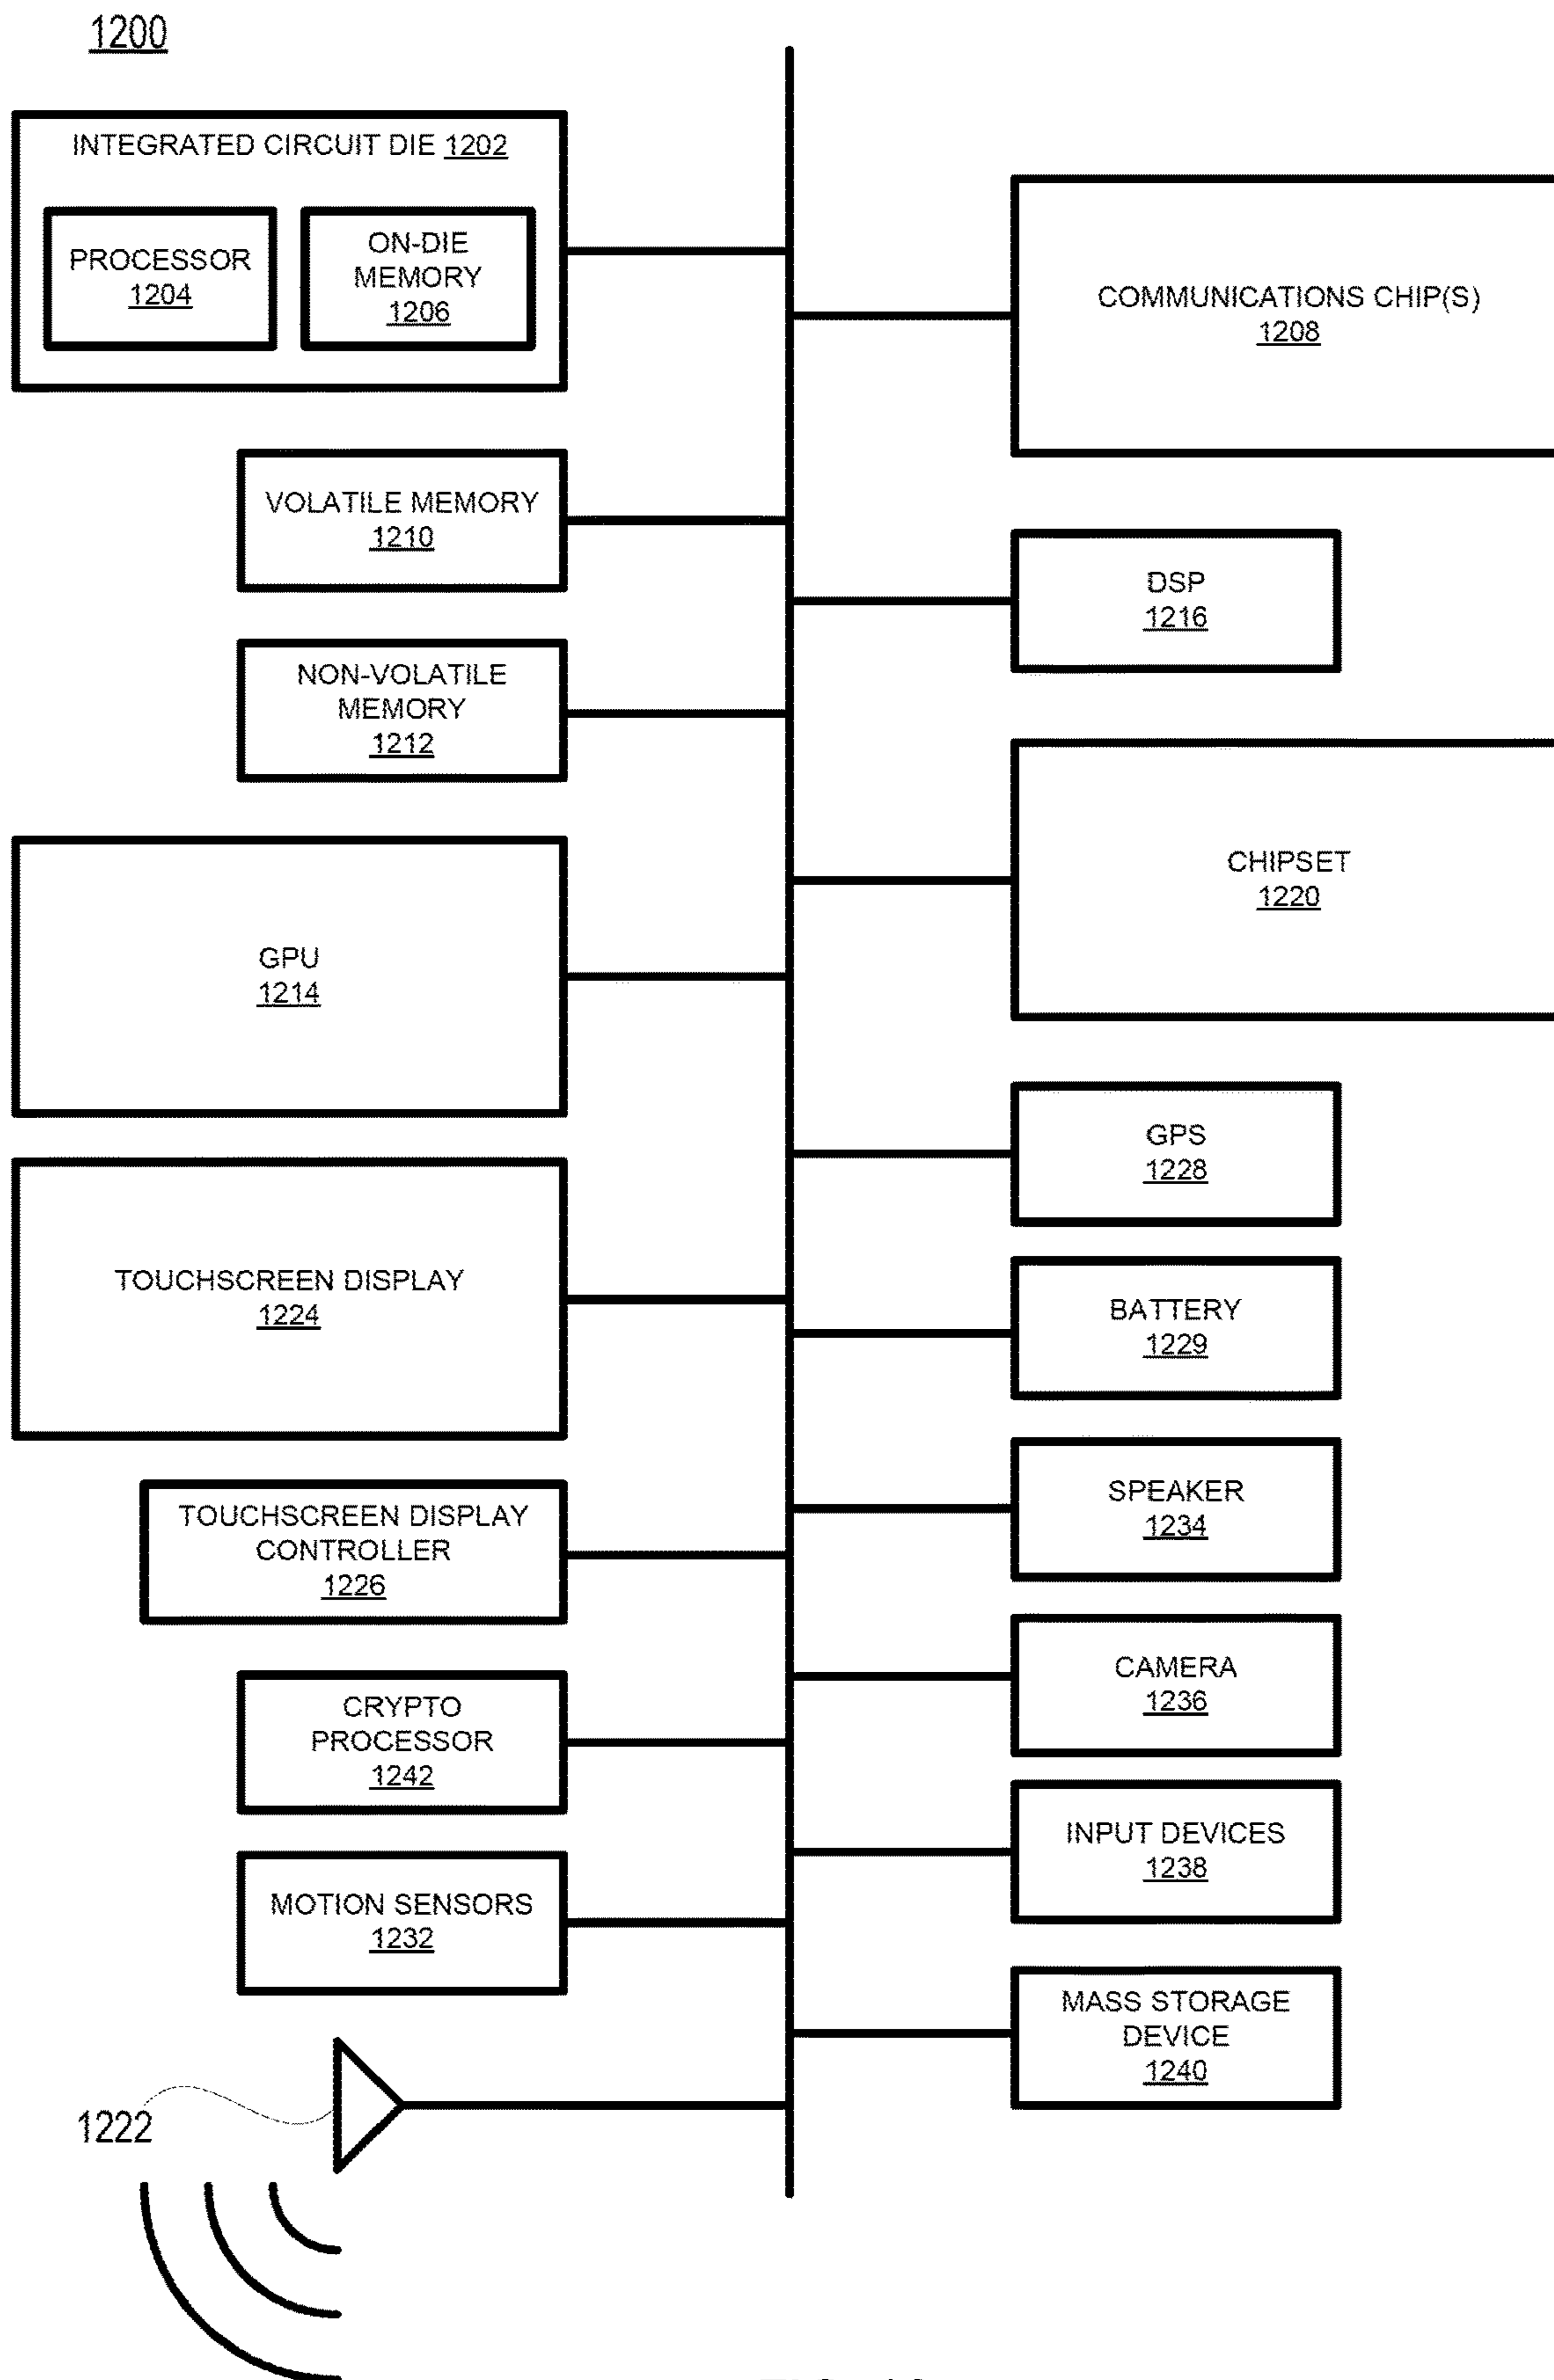 1200
INTEGRATED CIRCUIT DIE 1202
PROCESSOR
1204
ON-DIE
MEMORY
1206
COMMUNICATIONS CHIP(S)
1208
VOLATILE MEMORY
1210
DSP
1216
NON-VOLATILE
MEMORY
1212
CHIPSET
1220
GPU
1214
GPS
1228
TOUCHSCREEN DISPLAY
1224
BATTERY
1229
SPEAKER
1234
TOUCHSCREEN DISPLAY
CONTROLLER
1226
CAMERA
1236
CRYPTO
PROCESSOR
1242
INPUT DEVICES
1238
MOTION SENSORS
1232
MASS STORAGE
DEVICE
1240
1222